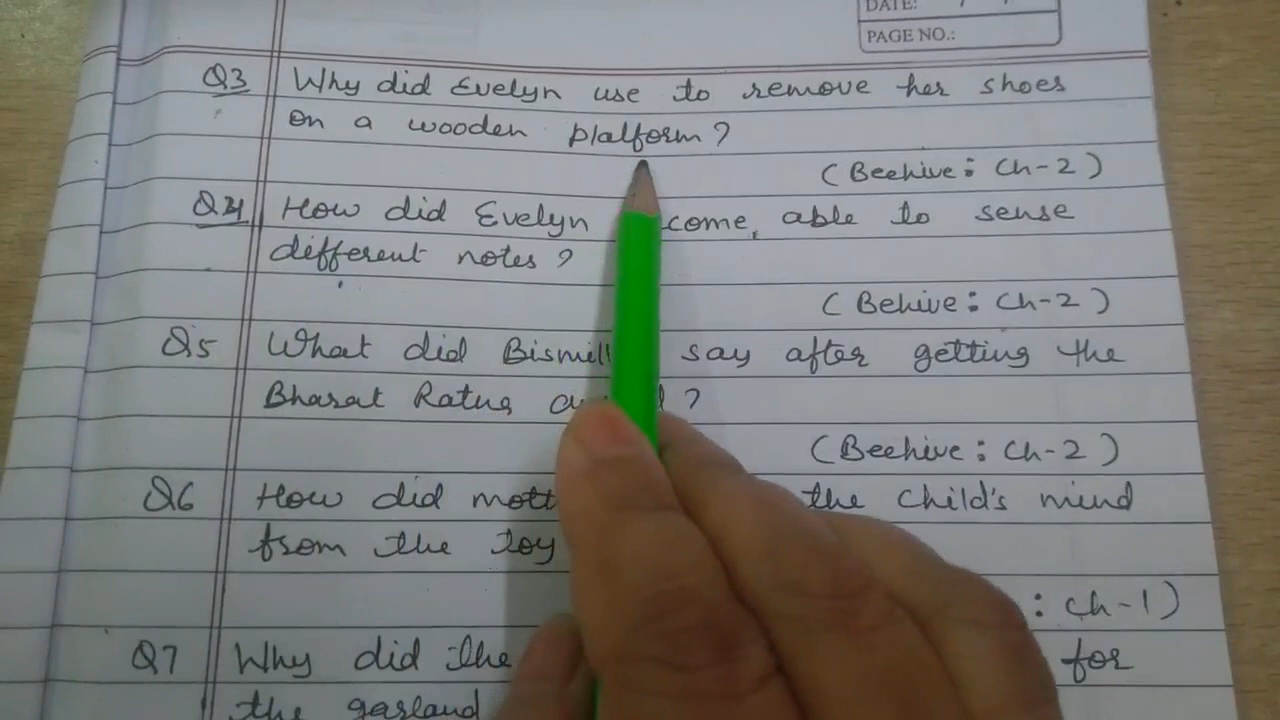 DATE:
PAGE NO.:
Q3 Why did Evelyn use to remove her shoes
on a wooden platform?
(Beehive: Ch-2)
Q4 How did Evelyn come, able to sense
different notes?
(Behive: Ch-2)
Q5 What did say after getting the
Bharat Ratna ?
(Beehive: Ch-2)
Q6 How did the child's mind
from the toy
: Ch-1)
Q7 Why did the for
the garland